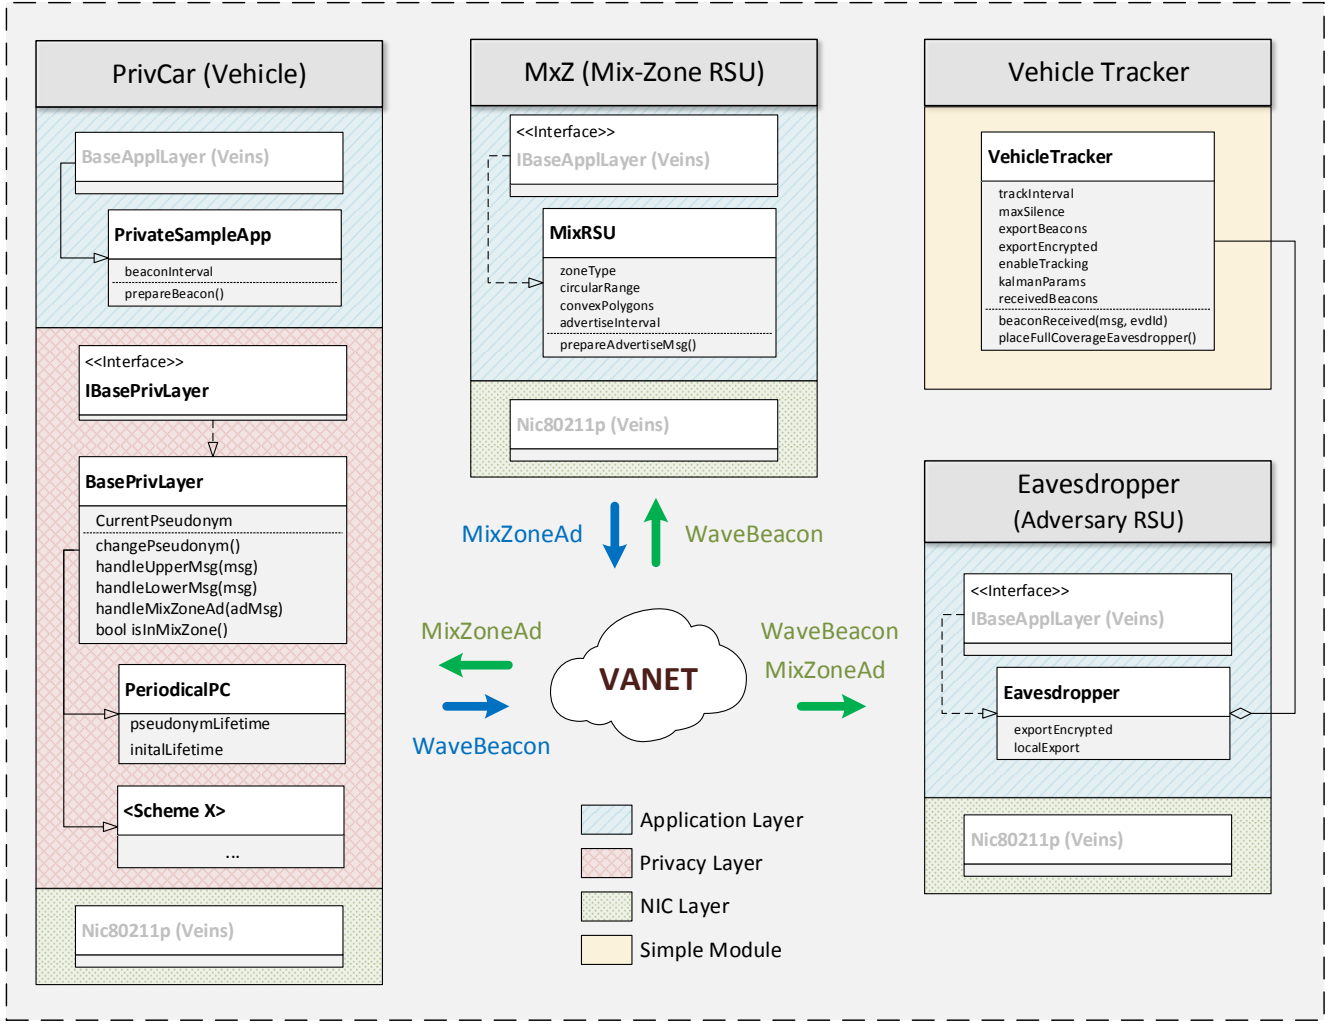 PrivCar (Vehicle)
BaseApplLayer (Veins)
PrivateSampleApp
beaconInterval
prepareBeacon()
<<Interface>>
IBasePrivLayer
BasePrivLayer
CurrentPseudonym
changePseudonym()
handleUpperMsg(msg)
handleLowerMsg(msg)
handleMixZoneAd(adMsg)
bool isInMixZone()
PeriodicalPC
pseudonymLifetime
initalLifetime
<Scheme X>
...
Nic80211p (Veins)
MxZ (Mix-Zone RSU)
<<Interface>>
IBaseApplLayer (Veins)
MixRSU
zoneType
circularRange
convexPolygons
advertiseInterval
prepareAdvertiseMsg()
Nic80211p (Veins)
MixZoneAd
WaveBeacon
MixZoneAd
WaveBeacon
VANET
WaveBeacon
MixZoneAd
Application Layer
Privacy Layer
NIC Layer
Simple Module
Vehicle Tracker
VehicleTracker
trackInterval
maxSilence
exportBeacons
exportEncrypted
enableTracking
kalmanParams
receivedBeacons
beaconReceived(msg, evdId)
placeFullCoverageEavesdropper()
Eavesdropper
(Adversary RSU)
<<Interface>>
IBaseApplLayer (Veins)
Eavesdropper
exportEncrypted
localExport
Nic80211p (Veins)